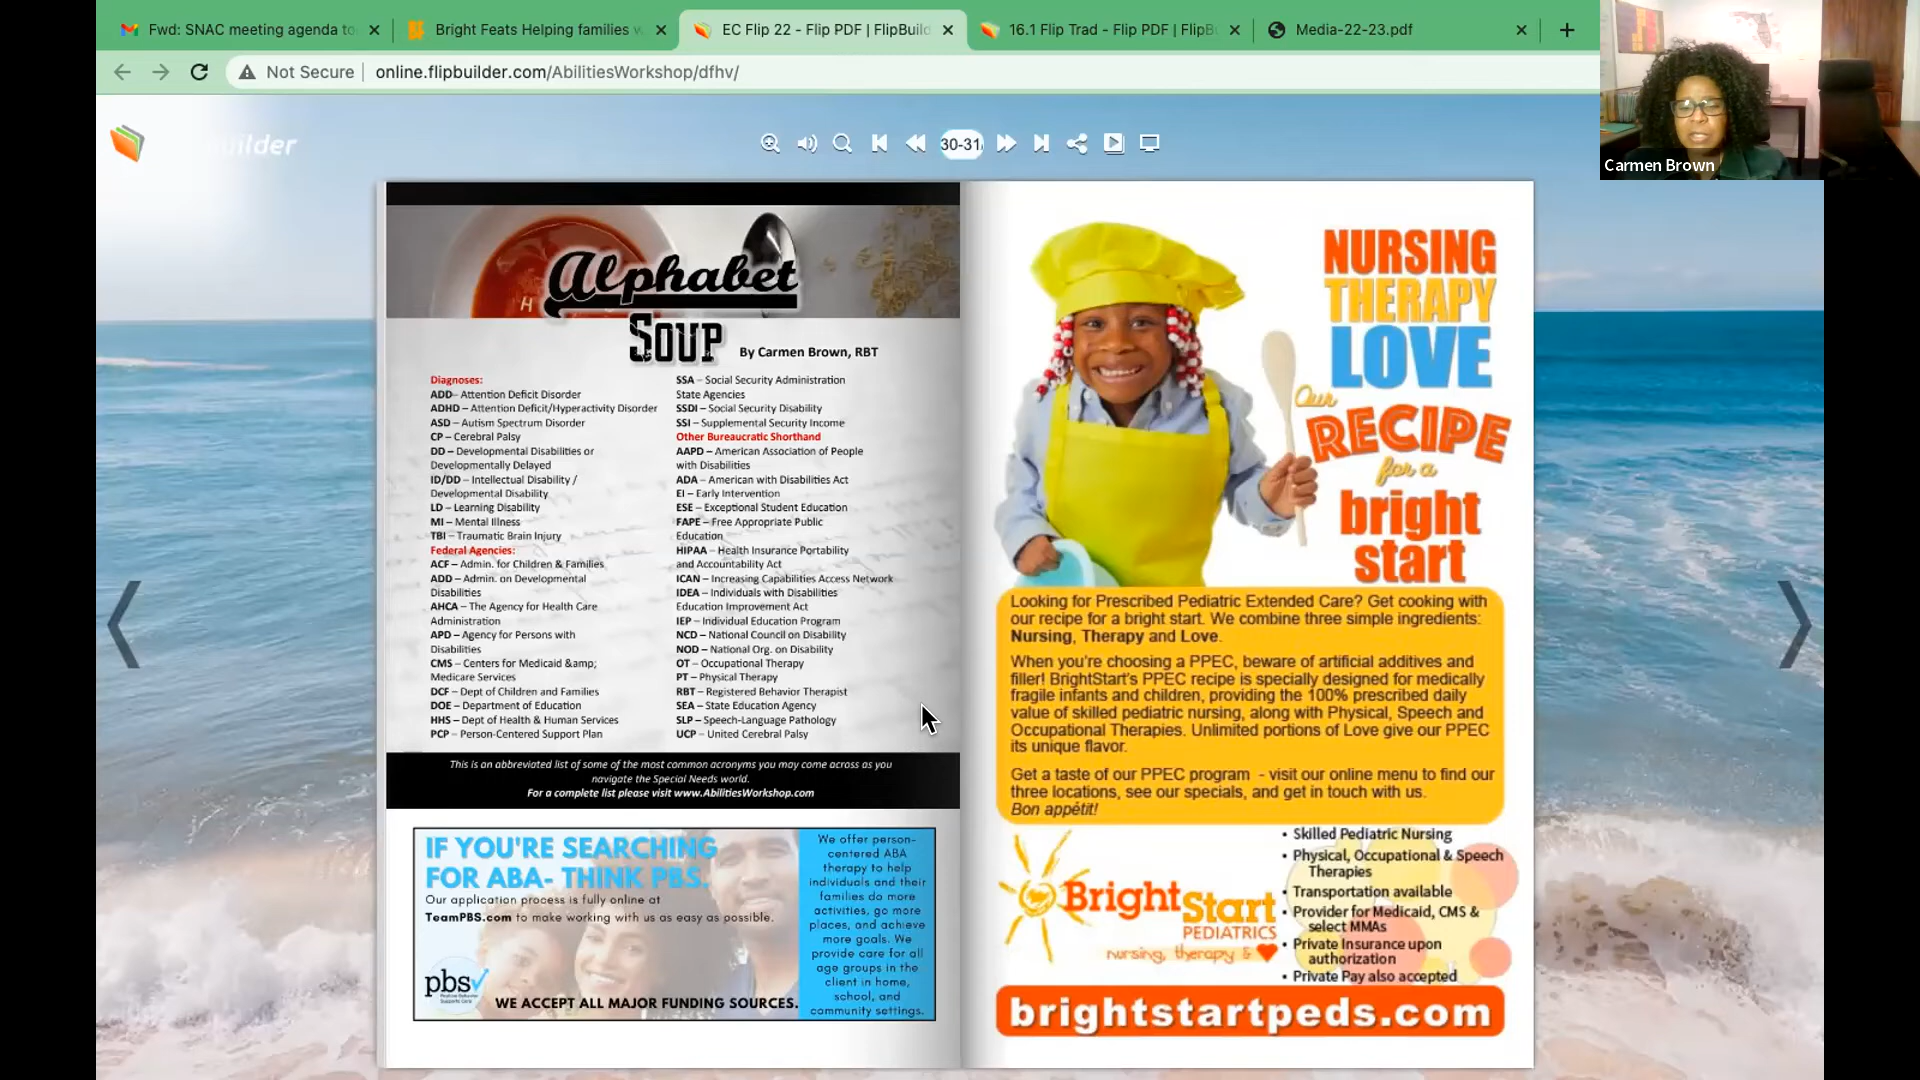 Fwd: SNAC meeting agenda to
Bright Feats Helping families w
EC Flip 22 - Flip PDF | FlipBuild
16.1 Flip Trad - Flip PDF | FlipB
Media-22-23.pdf
Not Secure
online.flipbuilder.com/AbilitiesWorkshop/dfhv/
Carmen Brown
30-31
Alphabet
SOUP
By Carmen Brown, RBT
Diagnoses:
ADD– Attention Deficit Disorder
ADHD – Attention Deficit/Hyperactivity Disorder
ASD – Autism Spectrum Disorder
CP – Cerebral Palsy
DD – Developmental Disabilities or
Developmentally Delayed
ID/DD – Intellectual Disability /
Developmental Disability
LD – Learning Disability
MI – Mental Illness
TBI – Traumatic Brain Injury
Federal Agencies:
ACF – Admin. for Children & Families
ADD – Admin. on Developmental
Disabilities
AHCA – The Agency for Health Care
Administration
APD – Agency for Persons with
Disabilities
CMS – Centers for Medicaid &amp;
Medicare Services
DCF – Dept of Children and Families
DOE – Department of Education
HHS – Dept of Health & Human Services
PCP – Person-Centered Support Plan
SSA – Social Security Administration
State Agencies
SSDI – Social Security Disability
SSI – Supplemental Security Income
Other Bureaucratic Shorthand
AAPD – American Association of People
with Disabilities
ADA – American with Disabilities Act
EI – Early Intervention
ESE – Exceptional Student Education
FAPE – Free Appropriate Public
Education
HIPAA – Health Insurance Portability
and Accountability Act
ICAN – Increasing Capabilities Access Network
IDEA – Individuals with Disabilities
Education Improvement Act
IEP – Individual Education Program
NCD – National Council on Disability
NOD – National Org. on Disability
OT – Occupational Therapy
PT – Physical Therapy
RBT – Registered Behavior Therapist
SEA – State Education Agency
SLP – Speech-Language Pathology
UCP – United Cerebral Palsy
This is an abbreviated list of some of the most common acronyms you may come across as you
navigate the Special Needs world.
For a complete list please visit www.AbilitiesWorkshop.com
IF YOU'RE SEARCHING
FOR ABA- THINK PBS.
Our application process is fully online at
TeamPBS.com to make working with us as easy as possible.
pbs
WE ACCEPT ALL MAJOR FUNDING SOURCES.
We offer person-
centered ABA
therapy to help
individuals and their
families do more
activities, go more
places, and achieve
more goals. We
provide care for all
age groups in the
client in home,
school, and
community settings.
NURSING
THERAPY
LOVE
Our
RECIPE
for a
bright
start
Looking for Prescribed Pediatric Extended Care? Get cooking with
our recipe for a bright start. We combine three simple ingredients:
Nursing, Therapy and Love.
When you're choosing a PPEC, beware of artificial additives and
filler! BrightStart's PPEC recipe is specially designed for medically
fragile infants and children, providing the 100% prescribed daily
value of skilled pediatric nursing, along with Physical, Speech and
Occupational Therapies. Unlimited portions of Love give our PPEC
its unique flavor.
Get a taste of our PPEC program - visit our online menu to find our
three locations, see our specials, and get in touch with us.
Bon appétit!
BrightStart
PEDIATRICS
nursing, therapy &
• Skilled Pediatric Nursing
• Physical, Occupational & Speech
Therapies
• Transportation available
• Provider for Medicaid, CMS &
select MMAs
• Private Insurance upon
authorization
• Private Pay also accepted
brightstartpeds.com